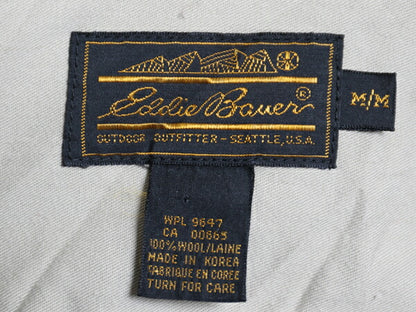 Eddie Bauer®
OUTDOOR OUTFITTER - SEATTLE, U.S.A.
M/M
WPL 9647
CA 00665
100% WOOL/LAINE
MADE IN KOREA
FABRIQUE EN COREE
TURN FOR CARE